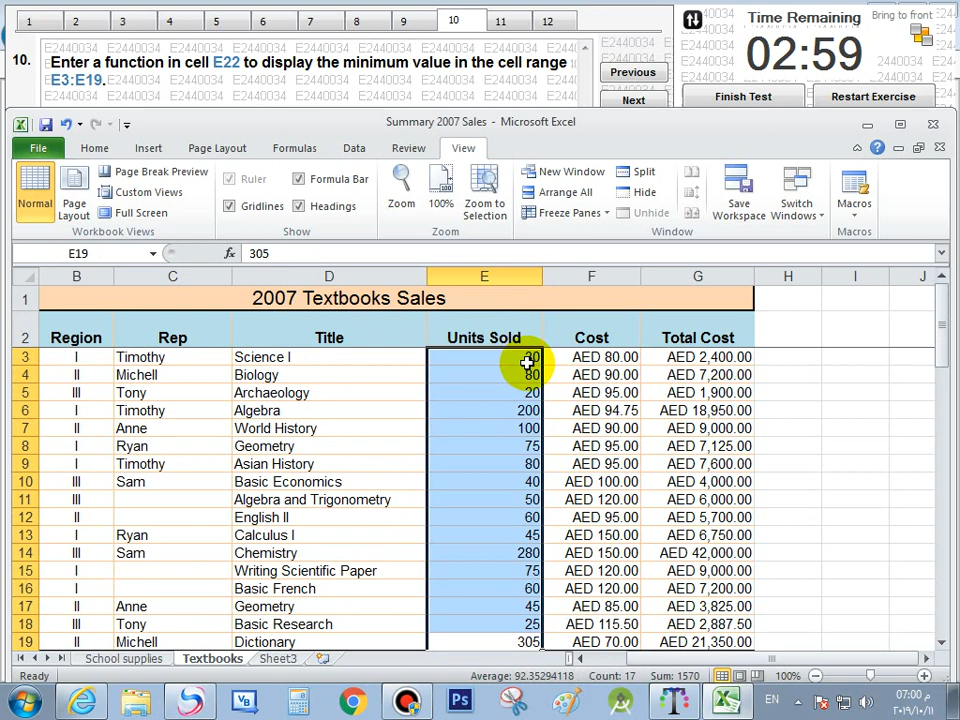 1 2 3 4 5 6 7 8 9 10 11 12
10. Enter a function in cell E22 to display the minimum value in the cell range
E3:E19.
E2440034 E2440034 E2440034 E2440034 E2440034 E2440034 E2440034 E2440034
Previous
Next
Time Remaining
02:59
Bring to front
Finish Test
Restart Exercise
Summary 2007 Sales - Microsoft Excel
File Home Insert Page Layout Formulas Data Review View
Normal
Page Layout
Page Break Preview
Custom Views
Full Screen
Workbook Views
Ruler
Formula Bar
Gridlines
Headings
Show
Zoom
100%
Zoom to Selection
Zoom
New Window
Arrange All
Freeze Panes
Split
Hide
Unhide
Save Workspace
Switch Windows
Window
Macros
Macros
E19 fx 305
B C D E F G H I J
1 2007 Textbooks Sales
2 Region Rep Title Units Sold Cost Total Cost
3 I Timothy Science I 30 AED 80.00 AED 2,400.00
4 II Michell Biology 80 AED 90.00 AED 7,200.00
5 III Tony Archaeology 20 AED 95.00 AED 1,900.00
6 I Timothy Algebra 200 AED 94.75 AED 18,950.00
7 II Anne World History 100 AED 90.00 AED 9,000.00
8 I Ryan Geometry 75 AED 95.00 AED 7,125.00
9 I Timothy Asian History 80 AED 95.00 AED 7,600.00
10 III Sam Basic Economics 40 AED 100.00 AED 4,000.00
11 III Algebra and Trigonometry 50 AED 120.00 AED 6,000.00
12 II English II 60 AED 95.00 AED 5,700.00
13 I Ryan Calculus I 45 AED 150.00 AED 6,750.00
14 III Sam Chemistry 280 AED 150.00 AED 42,000.00
15 I Writing Scientific Paper 75 AED 120.00 AED 9,000.00
16 I Basic French 60 AED 120.00 AED 7,200.00
17 II Anne Geometry 45 AED 85.00 AED 3,825.00
18 III Tony Basic Research 25 AED 115.50 AED 2,887.50
19 II Michell Dictionary 305 AED 70.00 AED 21,350.00
School supplies Textbooks Sheet3
Ready Average: 92.35294118 Count: 17 Sum: 1570 100%
EN
07:00 م
٢٠١٩/١٠/١١